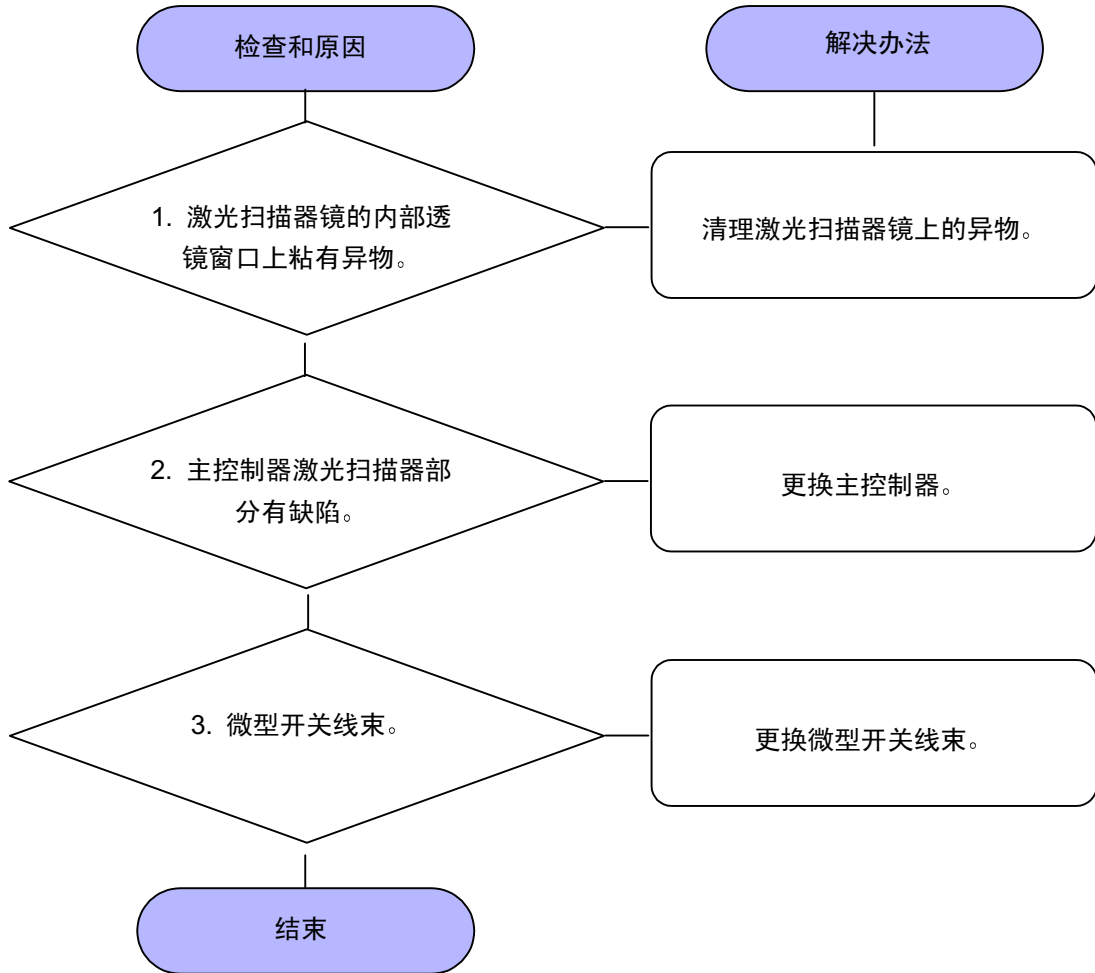 检查和原因
解决办法
1. 激光扫描器镜的内部透
镜窗口上粘有异物。
清理激光扫描器镜上的异物。
2. 主控制器激光扫描器部
分有缺陷。
更换主控制器。
3. 微型开关线束。
更换微型开关线束。
结束